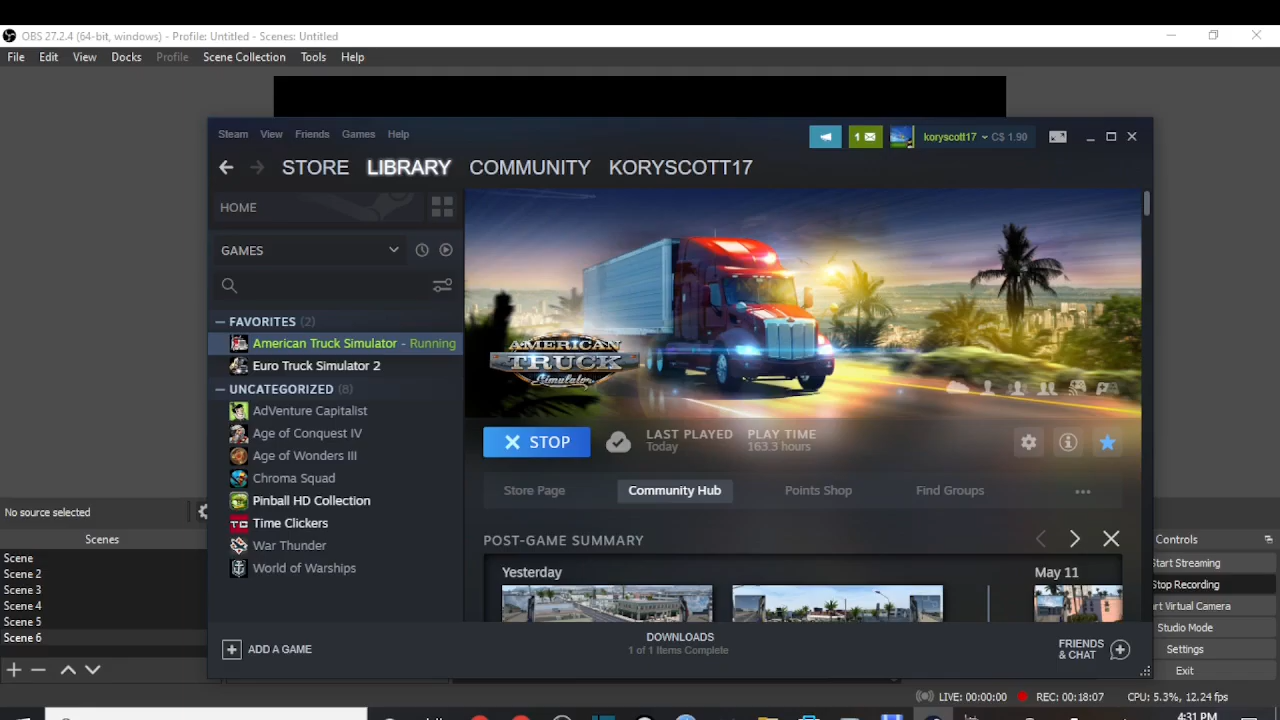 OBS 27.2.4 (64-bit, windows) - Profile: Untitled - Scenes: Untitled
File Edit View Docks Profile Scene Collection Tools Help
Steam View Friends Games Help
1 koryscott17 C$ 1.90
STORE LIBRARY COMMUNITY KORYSCOTT17
HOME
GAMES
FAVORITES (2)
American Truck Simulator - Running
Euro Truck Simulator 2
UNCATEGORIZED (8)
AdVenture Capitalist
Age of Conquest IV
Age of Wonders III
Chroma Squad
Pinball HD Collection
Time Clickers
War Thunder
World of Warships
AMERICAN
TRUCK
Simulator
STOP
LAST PLAYED
Today
PLAY TIME
163.3 hours
Store Page Community Hub Points Shop Find Groups
POST-GAME SUMMARY
Yesterday May 11
ADD A GAME
DOWNLOADS
1 of 1 Items Complete
FRIENDS
& CHAT
No source selected
Scenes
Scene
Scene 2
Scene 3
Scene 4
Scene 5
Scene 6
Controls
Start Streaming
Stop Recording
rt Virtual Camera
Studio Mode
Settings
Exit
LIVE: 00:00:00 REC: 00:18:07 CPU: 5.3%, 12.24 fps
4:31 PM